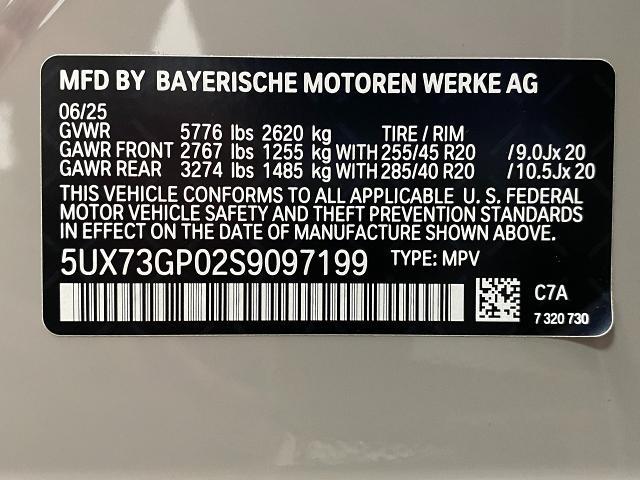 MFD BY BAYERISCHE MOTOREN WERKE AG
06/25
GVWR 5776 lbs 2620 kg TIRE / RIM
GAWR FRONT 2767 lbs 1255 kg WITH 255/45 R20 / 9.0Jx 20
GAWR REAR 3274 lbs 1485 kg WITH 285/40 R20 / 10.5Jx 20
THIS VEHICLE CONFORMS TO ALL APPLICABLE U. S. FEDERAL
MOTOR VEHICLE SAFETY AND THEFT PREVENTION STANDARDS
IN EFFECT ON THE DATE OF MANUFACTURE SHOWN ABOVE.
5UX73GP02S9097199 TYPE: MPV
C7A
7 320 730